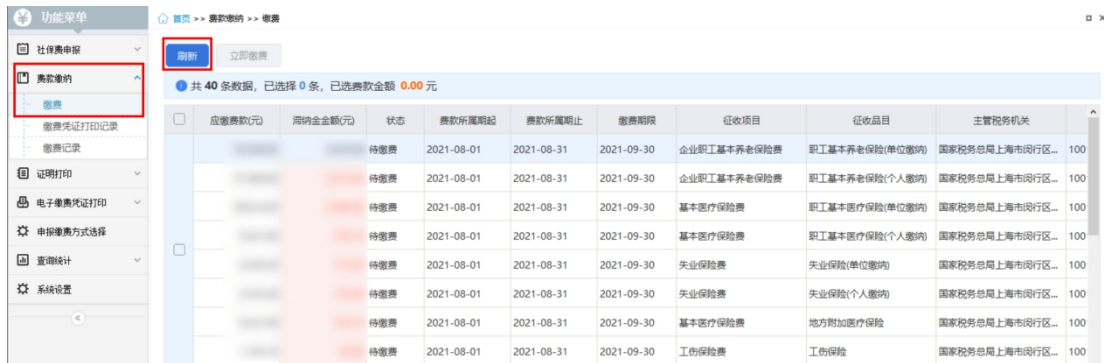 功能菜单
首页 >> 费款缴纳 >> 缴费
社保费申报
费款缴纳
缴费
缴费凭证打印记录
缴费记录
证明打印
电子缴费凭证打印
申报缴费方式选择
查询统计
系统设置
刷新 立即缴费
共 40 条数据，已选择 0 条，已选费款金额 0.00 元
应缴费款(元) 滞纳金金额(元) 状态 费款所属期起 费款所属期止 缴费期限 征收项目 征收品目 主管税务机关
待缴费 2021-08-01 2021-08-31 2021-09-30 企业职工基本养老保险费 职工基本养老保险(单位缴纳) 国家税务总局上海市闵行区... 100
待缴费 2021-08-01 2021-08-31 2021-09-30 企业职工基本养老保险费 职工基本养老保险(个人缴纳) 国家税务总局上海市闵行区... 100
待缴费 2021-08-01 2021-08-31 2021-09-30 基本医疗保险费 职工基本医疗保险(单位缴纳) 国家税务总局上海市闵行区... 100
待缴费 2021-08-01 2021-08-31 2021-09-30 基本医疗保险费 职工基本医疗保险(个人缴纳) 国家税务总局上海市闵行区... 100
待缴费 2021-08-01 2021-08-31 2021-09-30 失业保险费 失业保险(单位缴纳) 国家税务总局上海市闵行区... 100
待缴费 2021-08-01 2021-08-31 2021-09-30 失业保险费 失业保险(个人缴纳) 国家税务总局上海市闵行区... 100
待缴费 2021-08-01 2021-08-31 2021-09-30 基本医疗保险费 地方附加医疗保险 国家税务总局上海市闵行区... 100
待缴费 2021-08-01 2021-08-31 2021-09-30 工伤保险费 工伤保险 国家税务总局上海市闵行区... 100